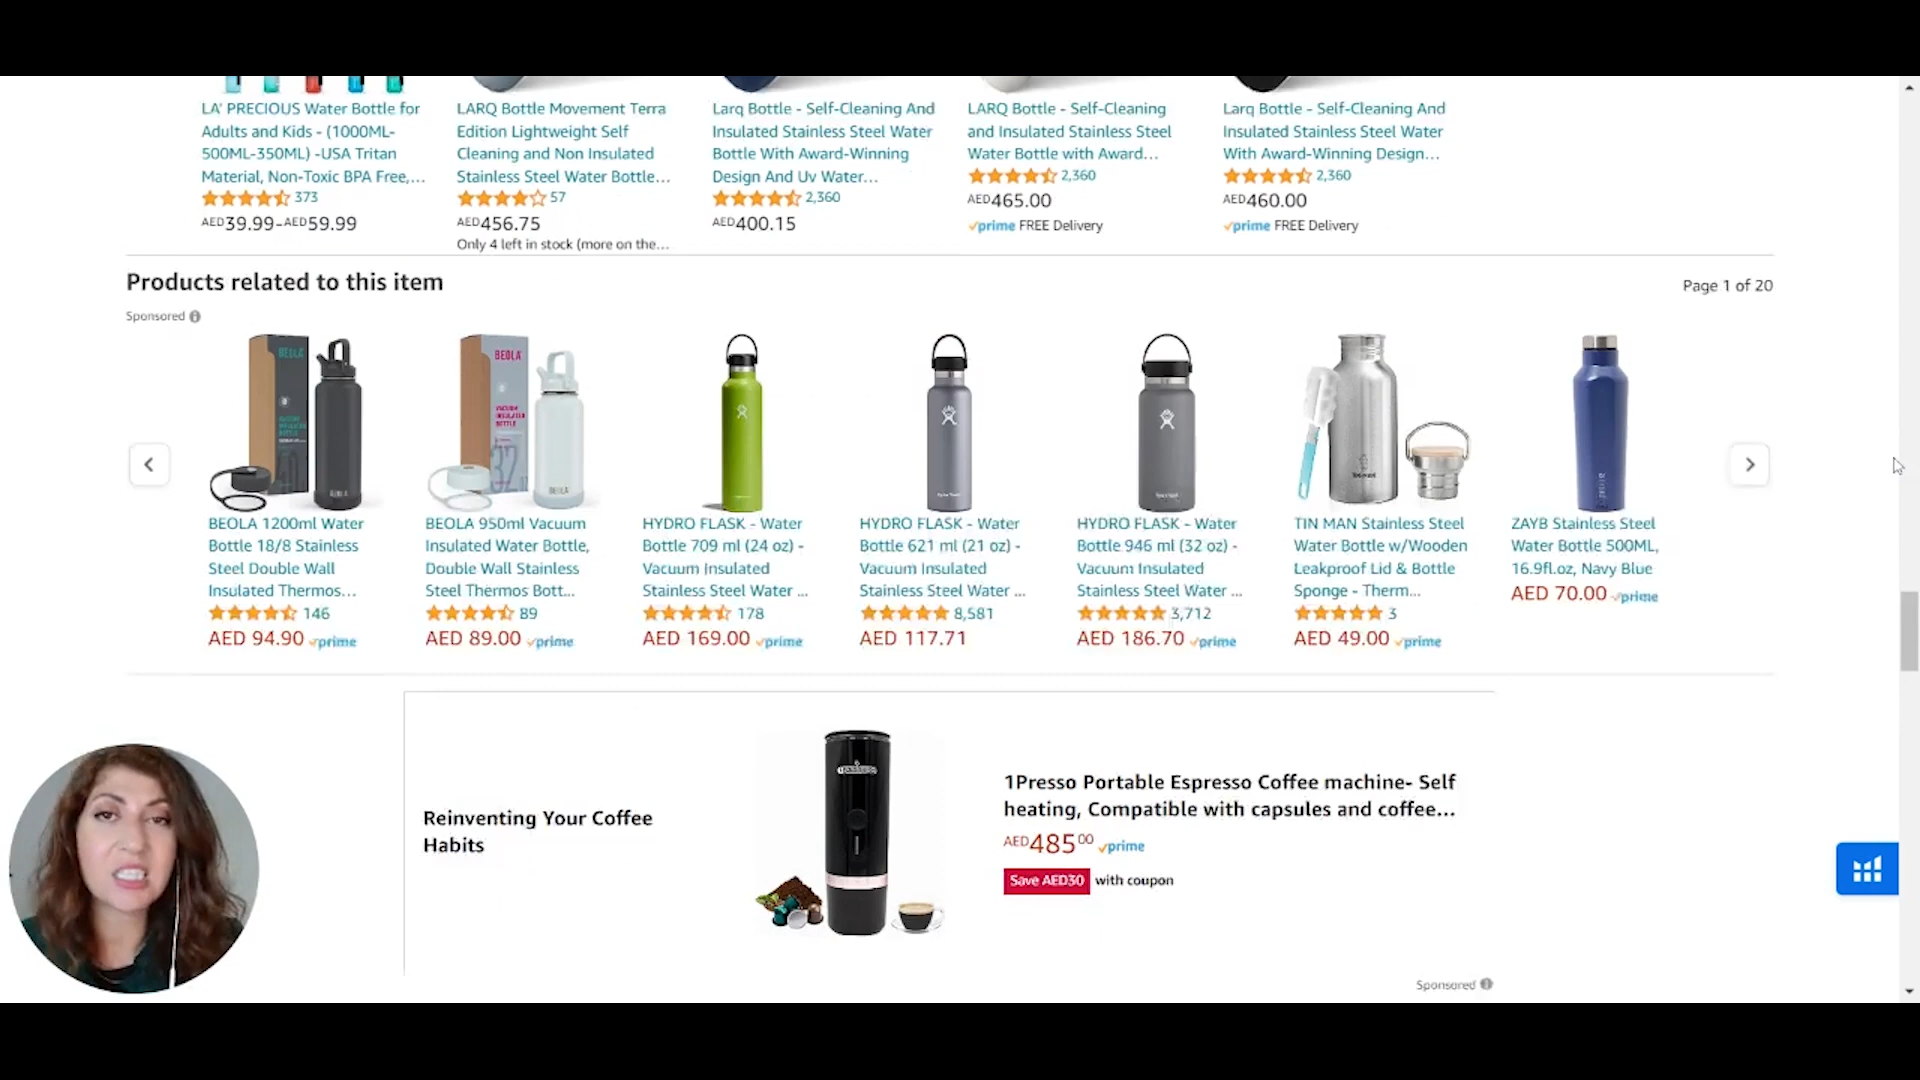 LA' PRECIOUS Water Bottle for
Adults and Kids - (1000ML-
500ML-350ML) -USA Tritan
Material, Non-Toxic BPA Free,...
373
AED39.99-AED59.99
LARQ Bottle Movement Terra
Edition Lightweight Self
Cleaning and Non Insulated
Stainless Steel Water Bottle...
57
AED456.75
Only 4 left in stock (more on the...
Larq Bottle - Self-Cleaning And
Insulated Stainless Steel Water
Bottle With Award-Winning
Design And Uv Water...
2,360
AED400.15
LARQ Bottle - Self-Cleaning
and Insulated Stainless Steel
Water Bottle with Award...
2,360
AED465.00
prime FREE Delivery
Larq Bottle - Self-Cleaning And
Insulated Stainless Steel Water
With Award-Winning Design...
2,360
AED460.00
prime FREE Delivery
Products related to this item
Page 1 of 20
Sponsored
BEOLA
BEOLA
BEOLA 1200ml Water
Bottle 18/8 Stainless
Steel Double Wall
Insulated Thermos...
146
AED 94.90 prime
BEOLA
VACUUM
INSULATED
BOTTLE
32
BEOLA
BEOLA 950ml Vacuum
Insulated Water Bottle,
Double Wall Stainless
Steel Thermos Bott...
89
AED 89.00 prime
HYDRO FLASK - Water
Bottle 709 ml (24 oz) -
Vacuum Insulated
Stainless Steel Water ...
178
AED 169.00 prime
HYDRO FLASK - Water
Bottle 621 ml (21 oz) -
Vacuum Insulated
Stainless Steel Water ...
8,581
AED 117.71
HYDRO FLASK - Water
Bottle 946 ml (32 oz) -
Vacuum Insulated
Stainless Steel Water ...
3,712
AED 186.70 prime
TIN MAN Stainless Steel
Water Bottle w/Wooden
Leakproof Lid & Bottle
Sponge - Therm...
3
AED 49.00 prime
ZAYB Stainless Steel
Water Bottle 500ML,
16.9fl.oz, Navy Blue
AED 70.00 prime
Reinventing Your Coffee
Habits
1Presso Portable Espresso Coffee machine- Self
heating, Compatible with capsules and coffee...
AED48500 prime
Save AED30 with coupon
Sponsored